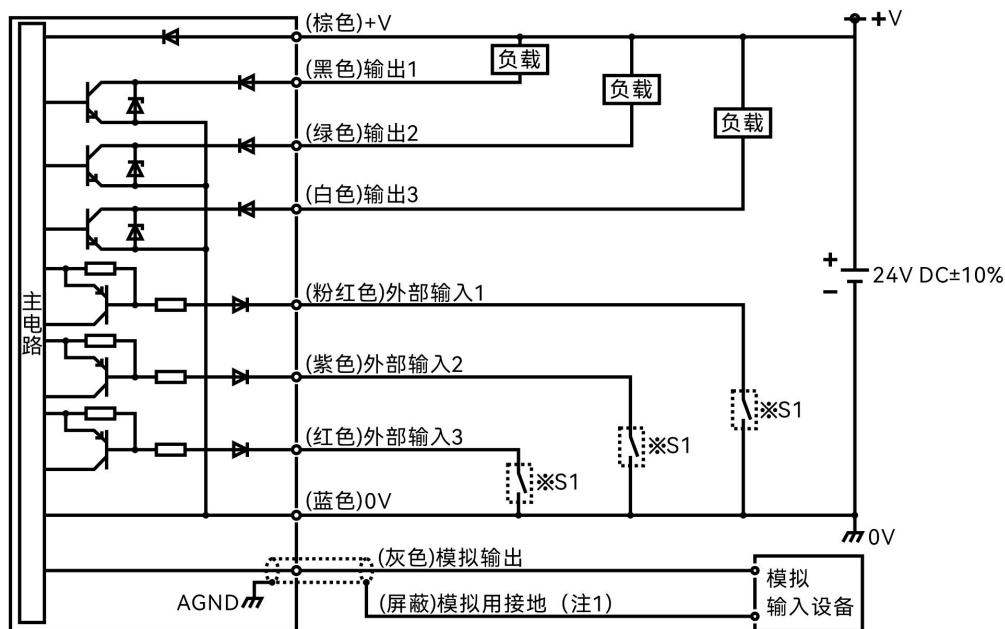 (棕色)+V
+V
负载
(黑色)输出1
负载
负载
(绿色)输出2
(白色)输出3
+
24V DC±10%
−
主电路
(粉红色)外部输入1
(紫色)外部输入2
※S1
(红色)外部输入3
※S1
※S1
(蓝色)0V
0V
(灰色)模拟输出
模拟
输入设备
AGND
(屏蔽)模拟用接地（注1）